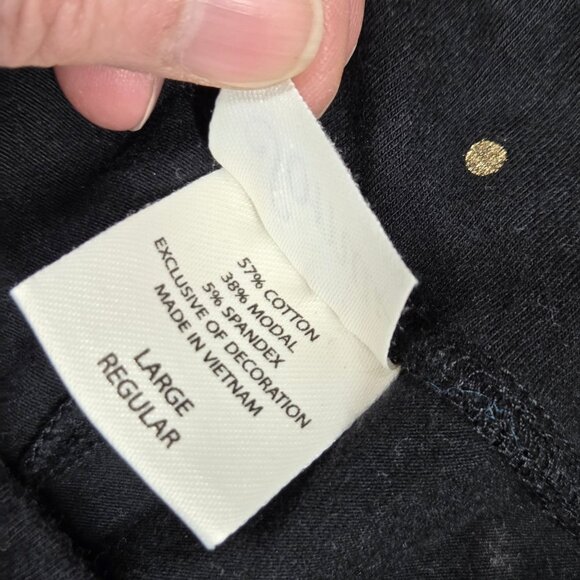 57% COTTON
38% MODAL
5% SPANDEX
EXCLUSIVE OF DECORATION
MADE IN VIETNAM
LARGE
REGULAR